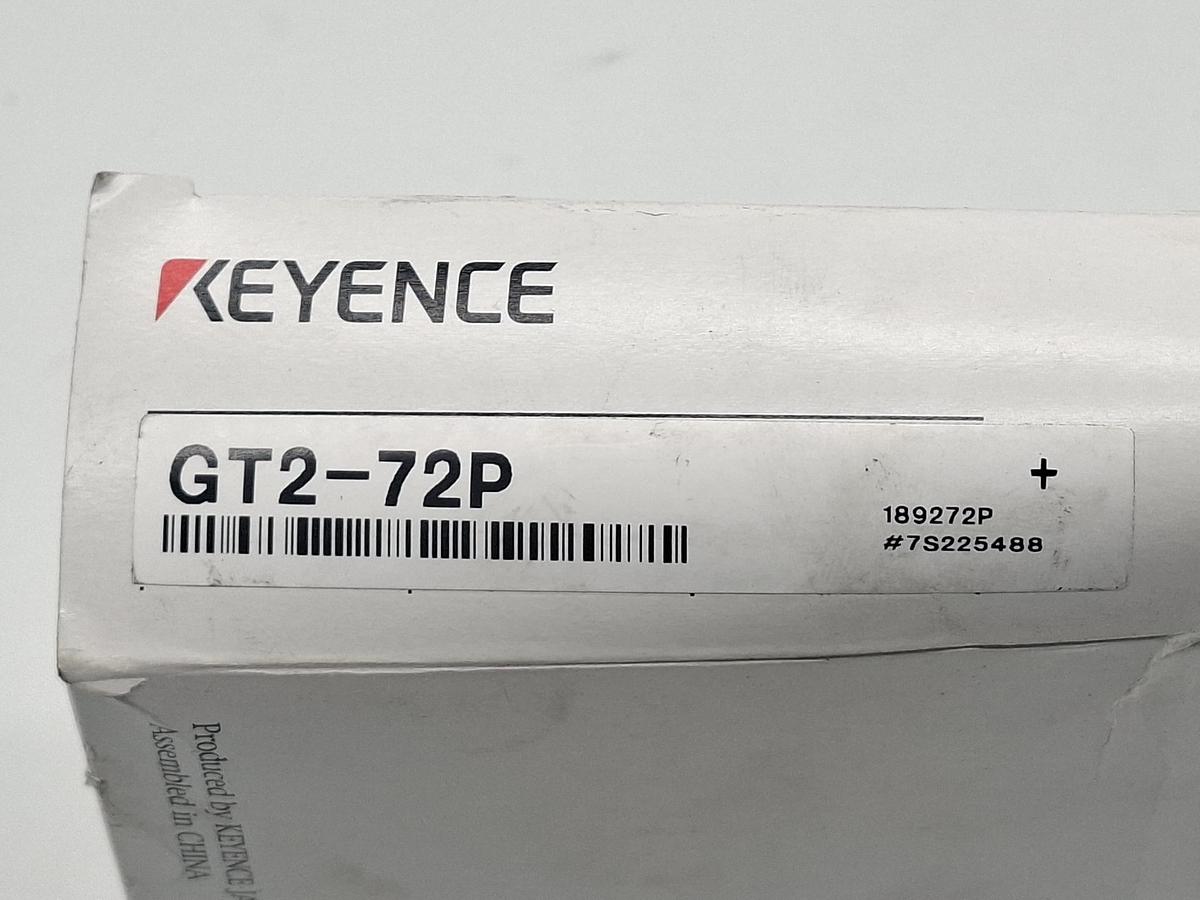 KEYENCE
GT2-72P
+
189272P
#7S225488
Produced by KEYENCE
Assembled in CHINA